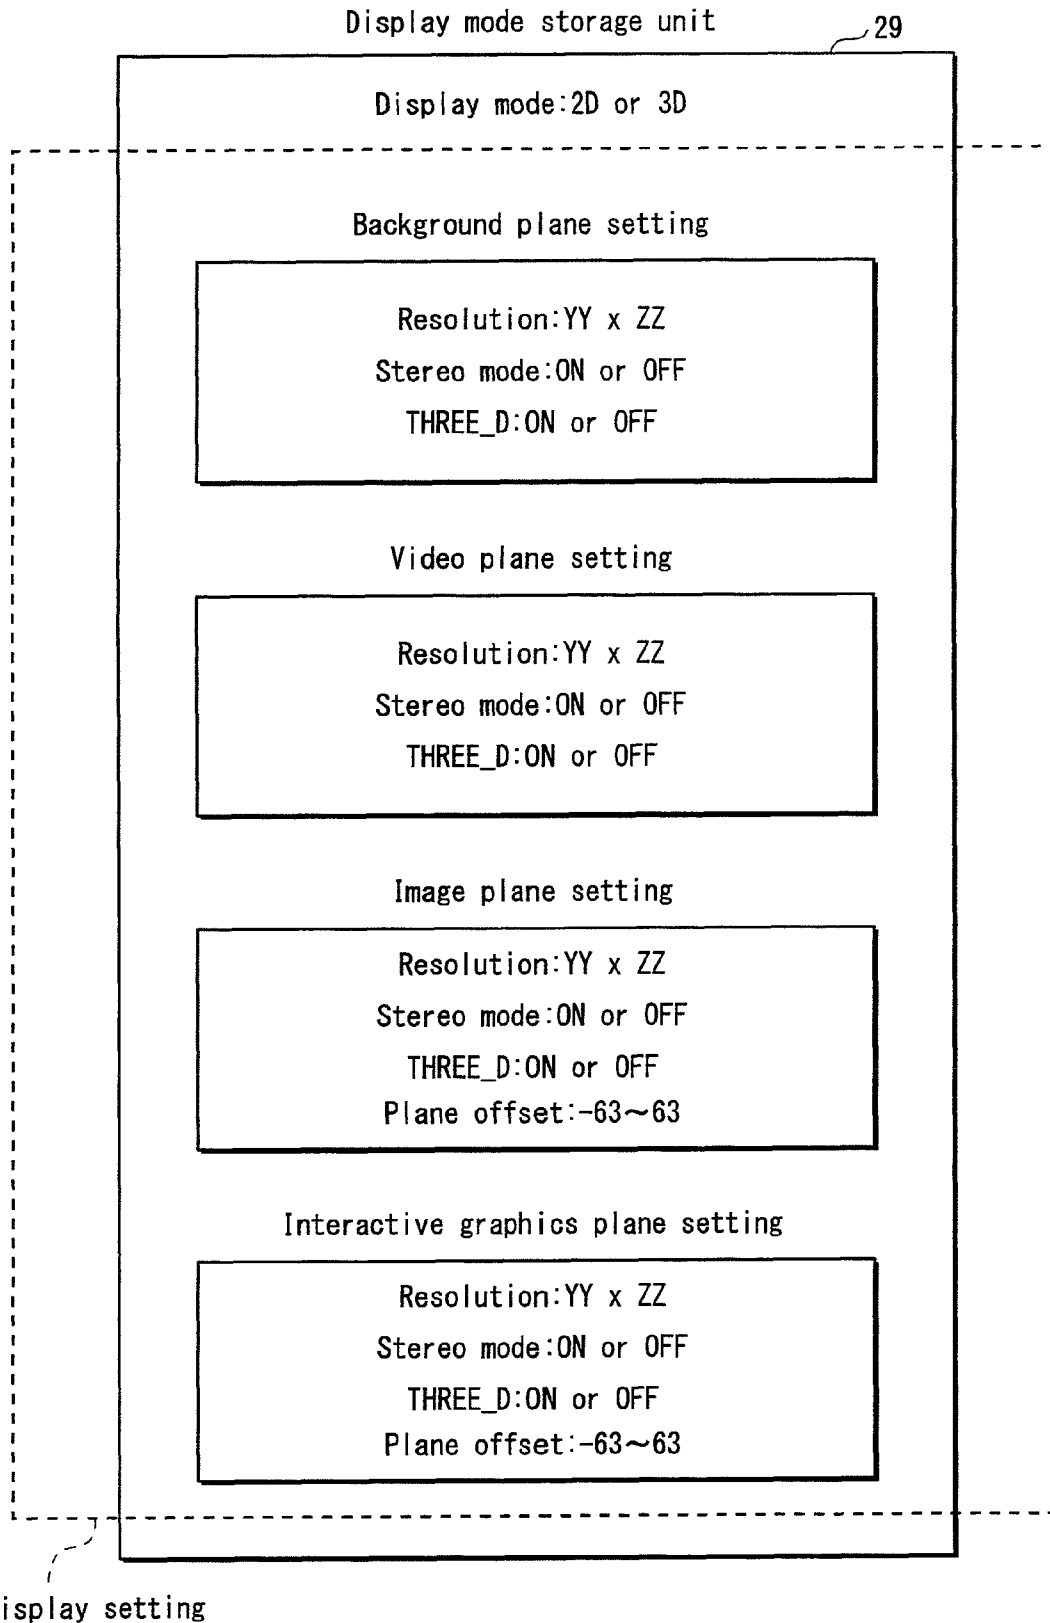 Display mode storage unit
29
Display mode:2D or 3D
Background plane setting
Resolution:YY x ZZ
Stereo mode:ON or OFF
THREE_D:ON or OFF
Video plane setting
Resolution:YY x ZZ
Stereo mode:ON or OFF
THREE_D:ON or OFF
Image plane setting
Resolution:YY x ZZ
Stereo mode:ON or OFF
THREE_D:ON or OFF
Plane offset:-63~63
Interactive graphics plane setting
Resolution:YY x ZZ
Stereo mode:ON or OFF
THREE_D:ON or OFF
Plane offset:-63~63
isplay setting